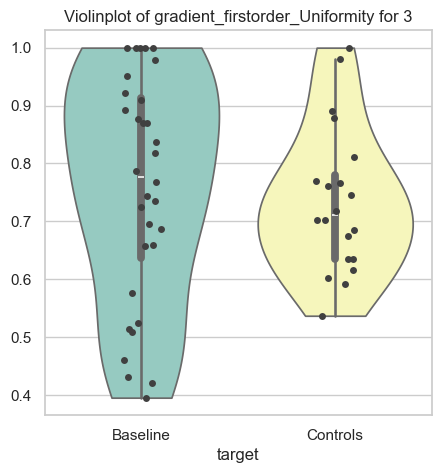 Violinplot of gradient_firstorder_Uniformity for 3
1.0
0.9
0.8
0.7
0.6
0.5
0.4
Baseline
Controls
target